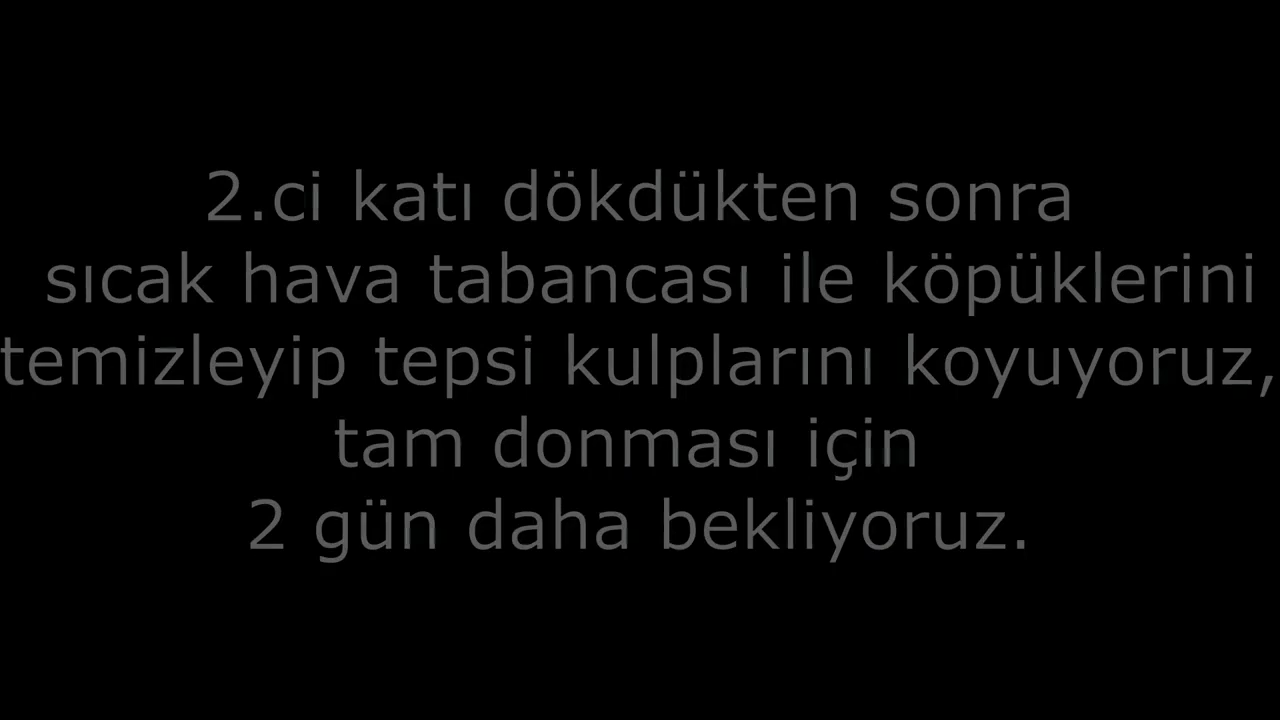 2.ci katı dökdükten sonra
sıcak hava tabancası ile köpüklerini
temizleyip tepsi kulplarını koyuyoruz,
tam donması için
2 gün daha bekliyoruz.